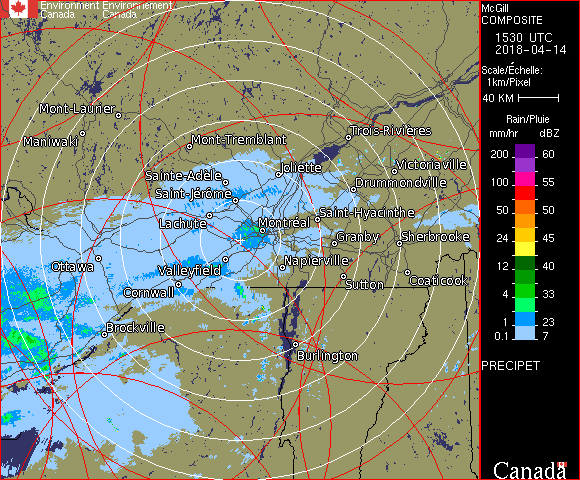 Environment Environnement
Canada Canada
McGill
COMPOSITE
1530 UTC
2018-04-14
Scale/Échelle:
1km/Pixel
40 KM
Rain/Pluie
mm/hr dBZ
200 60
100 55
50 50
24 45
12 40
4 33
1 23
0.1 7
PRECIPET
Canada
Mont-Laurier
Maniwaki
Mont-Tremblant
Trois-Rivières
Sainte-Adèle
Joliette
Victoriaville
Saint-Jérôme
Drummondville
Lachute
Montréal
Saint-Hyacinthe
Granby
Sherbrooke
Ottawa
Valleyfield
Napierville
Cornwall
Sutton
Coaticook
Brockville
Burlington